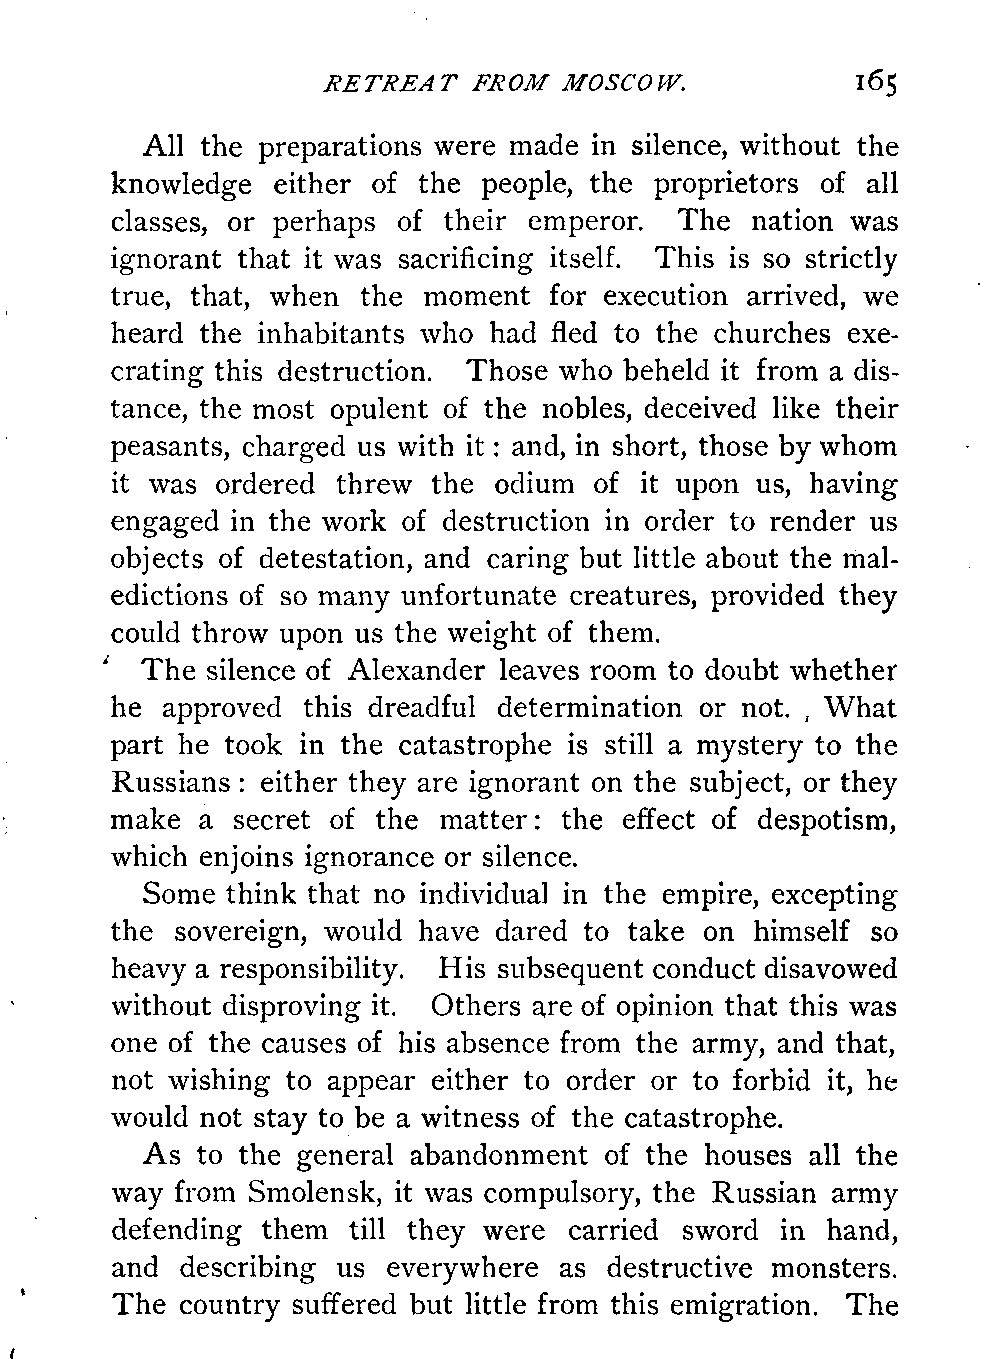 RETREAT FROM MOSCOW. 165
All the preparations were made in silence, without the
knowledge either of the people, the proprietors of all
classes, or perhaps of their emperor. The nation was
ignorant that it was sacrificing itself. This is so strictly
true, that, when the moment for execution arrived, we
heard the inhabitants who had fled to the churches exe-
crating this destruction. Those who beheld it from a dis-
tance, the most opulent of the nobles, deceived like their
peasants, charged us with it : and, in short, those by whom
it was ordered threw the odium of it upon us, having
engaged in the work of destruction in order to render us
objects of detestation, and caring but little about the mal-
edictions of so many unfortunate creatures, provided they
could throw upon us the weight of them.
The silence of Alexander leaves room to doubt whether
he approved this dreadful determination or not. What
part he took in the catastrophe is still a mystery to the
Russians : either they are ignorant on the subject, or they
make a secret of the matter : the effect of despotism,
which enjoins ignorance or silence.
Some think that no individual in the empire, excepting
the sovereign, would have dared to take on himself so
heavy a responsibility. His subsequent conduct disavowed
without disproving it. Others are of opinion that this was
one of the causes of his absence from the army, and that,
not wishing to appear either to order or to forbid it, he
would not stay to be a witness of the catastrophe.
As to the general abandonment of the houses all the
way from Smolensk, it was compulsory, the Russian army
defending them till they were carried sword in hand,
and describing us everywhere as destructive monsters.
The country suffered but little from this emigration. The